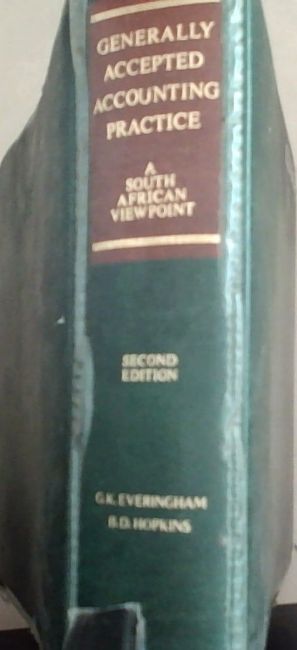 GENERALLY
ACCEPTED
ACCOUNTING
PRACTICE
A
SOUTH
AFRICAN
VIEWPOINT
SECOND
EDITION
G.K. EVERINGHAM
B.D. HOPKINS